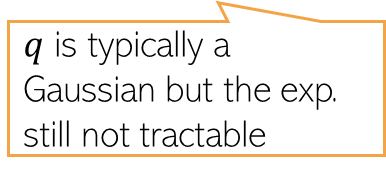 q is typically a
Gaussian but the exp.
still not tractable